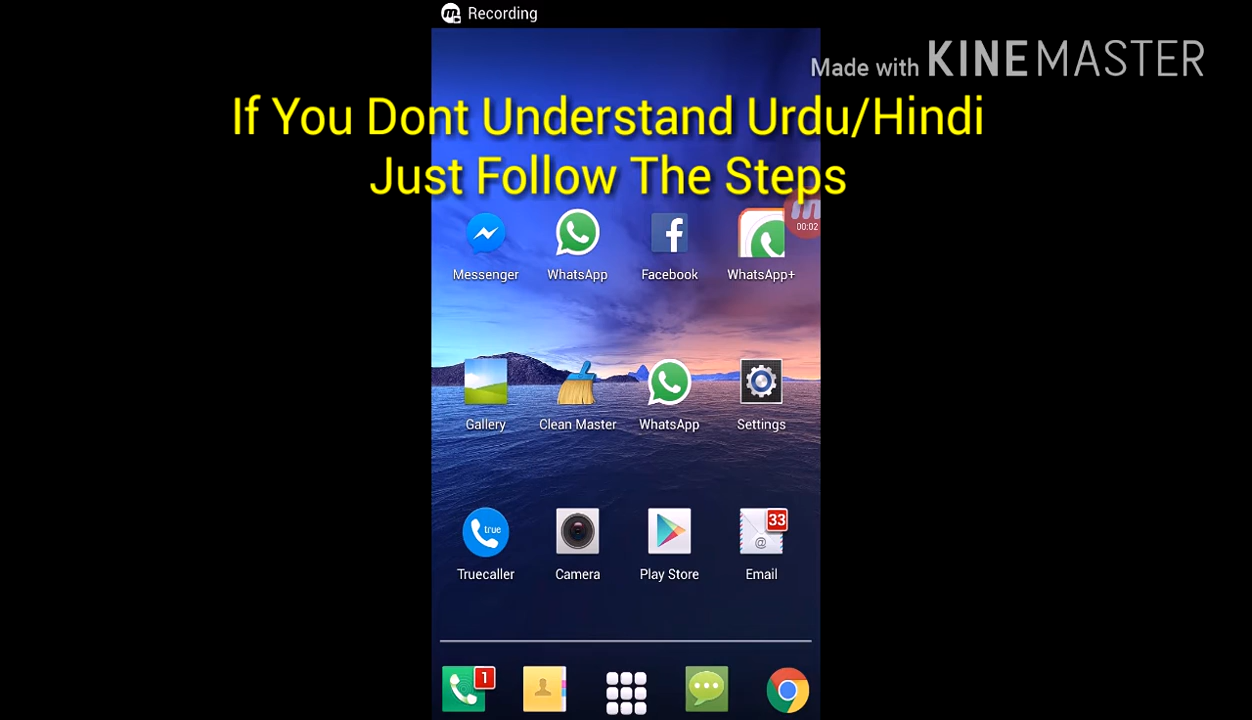 Recording
Made with KINEMASTER
If You Dont Understand Urdu/Hindi
Just Follow The Steps
00:02
Messenger WhatsApp Facebook WhatsApp+
Gallery Clean Master WhatsApp Settings
true
33
@
Truecaller Camera Play Store Email
1